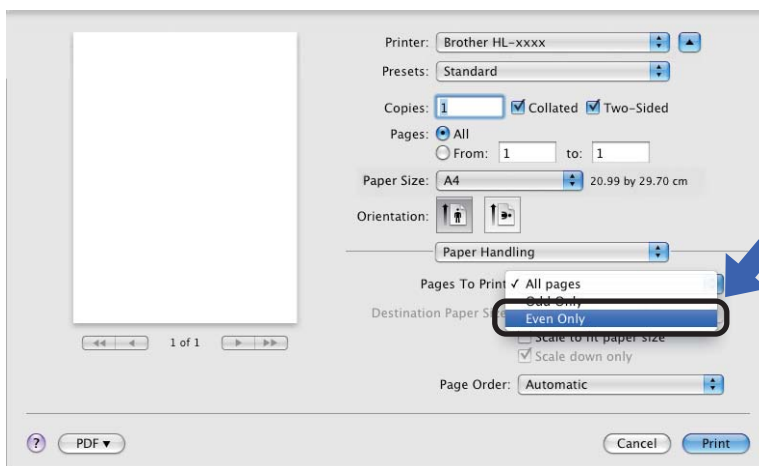 Printer: Brother HL-xxxx
Presets: Standard
Copies: 1 Collated Two-Sided
Pages: All
From: 1 to: 1
Paper Size: A4 20.99 by 29.70 cm
Orientation:
Paper Handling
Pages To Print ✓ All pages
Odd Only
Destination Paper
Even Only
Scale to fit paper size
1 of 1
Scale down only
Page Order: Automatic
? PDF ▼ Cancel Print